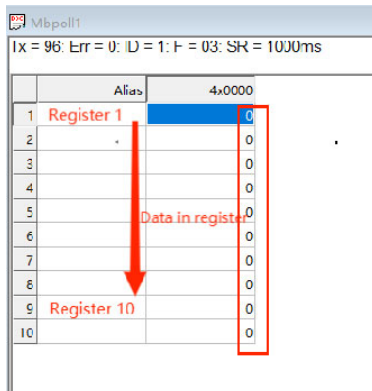 Mbpoll1
Tx = 96: Err = 0: ID = 1: F = 03: SR = 1000ms
Alias 4x0000
1 Register 1 0
2 0
3 0
4 0
5 0
Data in register
6 0
7 0
8 0
9 Register 10 0
10 0